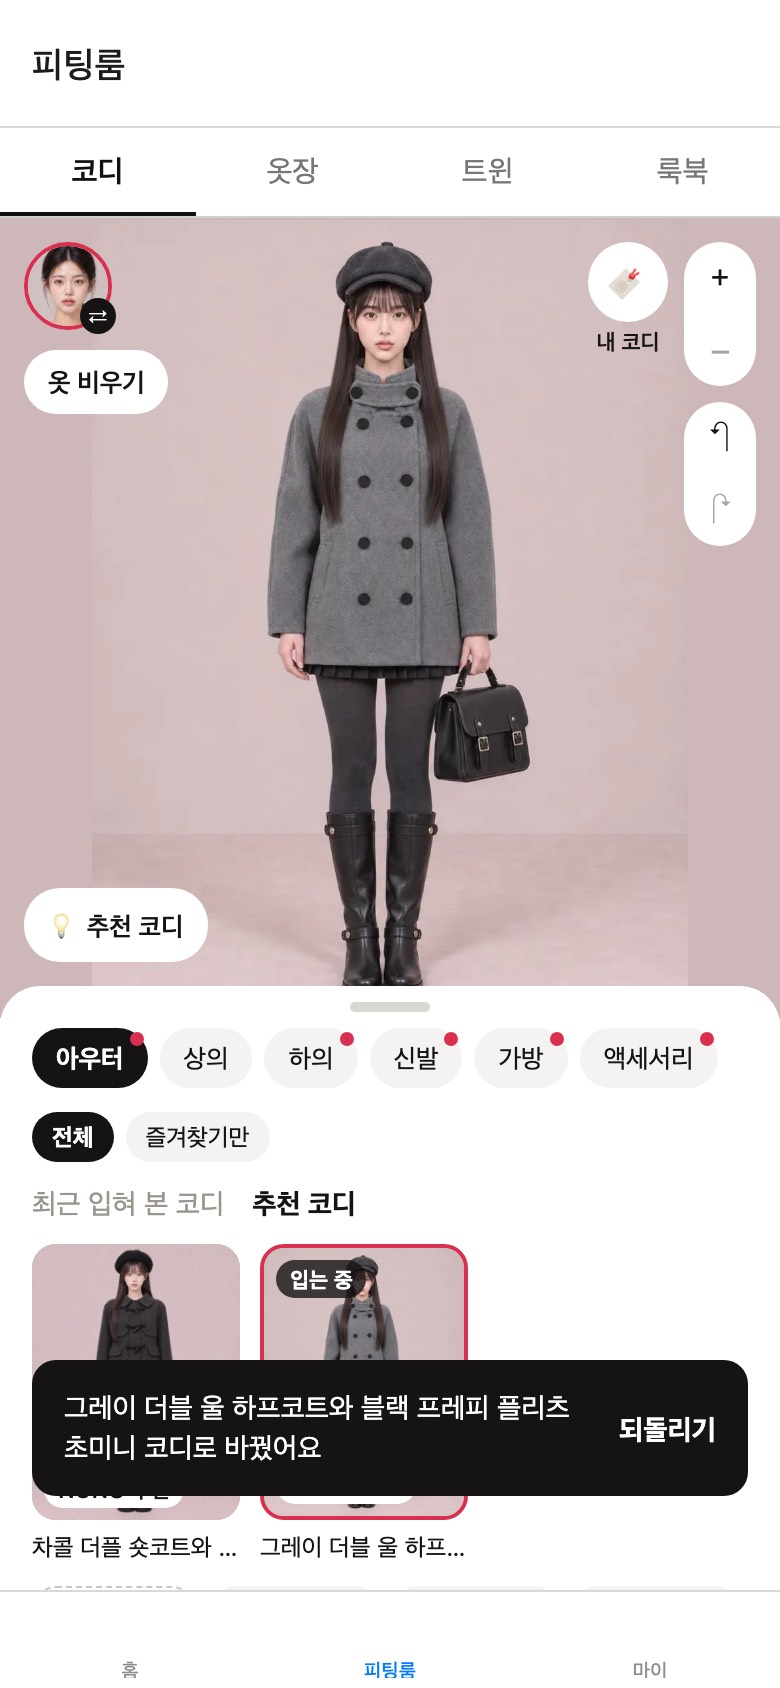 피팅룸
코디
옷장
트윈
룩북
내 코디
+
−
옷 비우기
추천 코디
아우터
상의
하의
신발
가방
액세서리
전체
즐겨찾기만
최근 입혀 본 코디
추천 코디
입는 중
그레이 더블 울 하프코트와 블랙 프레피 플리츠
초미니 코디로 바꿨어요
되돌리기
차콜 더플 숏코트와 ...
그레이 더블 울 하프...
홈
피팅룸
마이